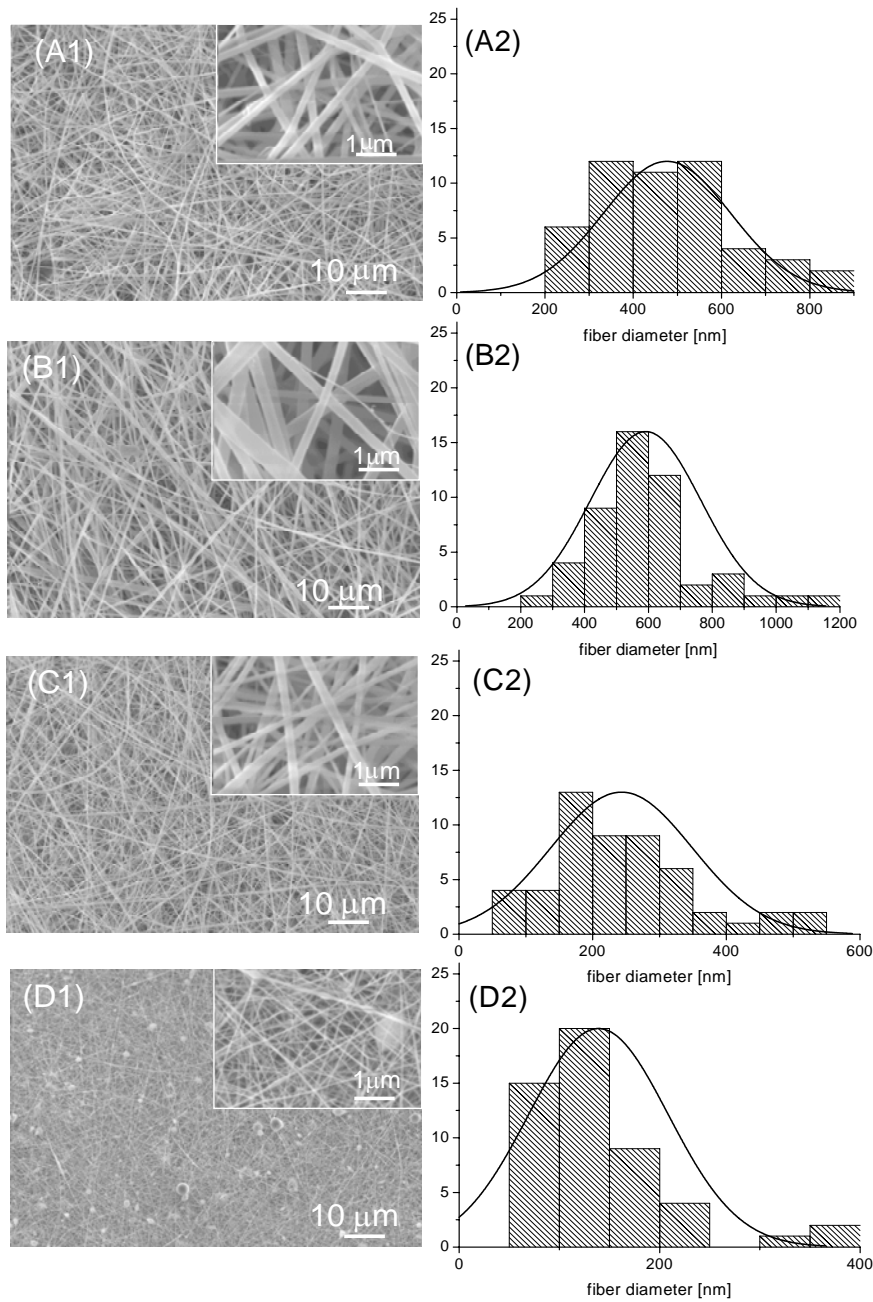 (A1)
1μm
10 μm
(A2)
25
20
15
10
5
0
0 200 400 600 800
fiber diameter [nm]
(B1)
1μm
10 μm
(B2)
25
20
15
10
5
0
0 200 400 600 800 1000 1200
fiber diameter [nm]
(C1)
1μm
10 μm
(C2)
25
20
15
10
5
0
0 200 400 600
fiber diameter [nm]
(D1)
1μm
10 μm
(D2)
25
20
15
10
5
0
0 200 400
fiber diameter [nm]